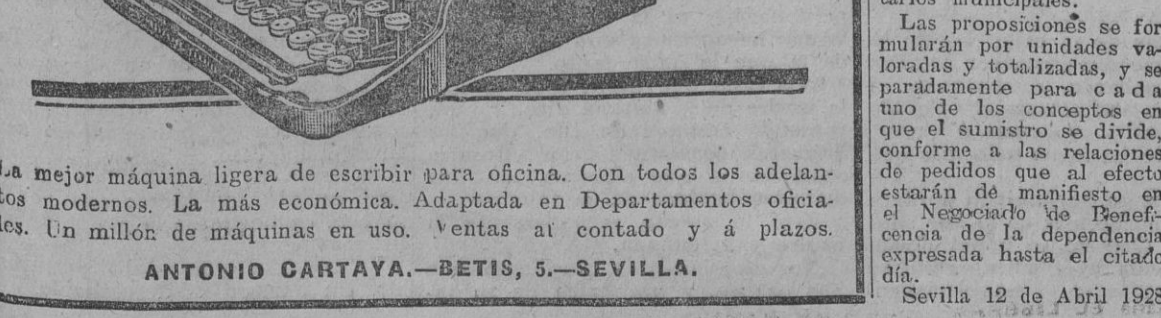 La mejor máquina ligera de escribir para oficina. Con todos los adelan-
tos modernos. La más económica. Adaptada en Departamentos oficia-
les. Un millón de máquinas en uso. Ventas al contado y á plazos.
ANTONIO CARTAYA.—BETIS, 5.—SEVILLA.
municipales.
Las proposiciones se for
mularán por unidades va-
loradas y totalizadas, y se
paradamente para cada
uno de los conceptos en
que el sumistro se divide,
conforme a las relaciones
de pedidos que al efecto
estarán de manifiesto en
el Negociado de Benefi-
cencia de la dependencia
expresada hasta el citado
día.
Sevilla 12 de Abril 1928